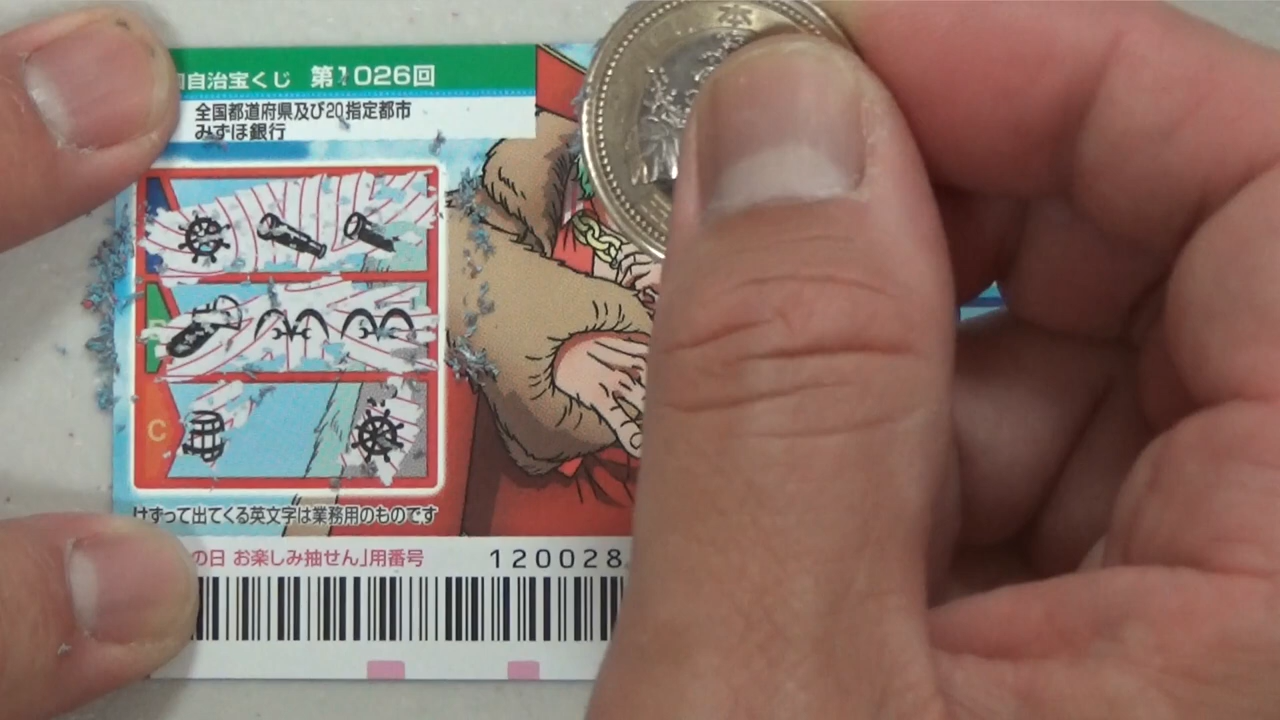 自治宝くじ 第1026回
全国都道府県及び20指定都市
みずほ銀行
本
C
けずって出てくる英文字は業務用のものです
の日 お楽しみ抽せん」用番号 120028